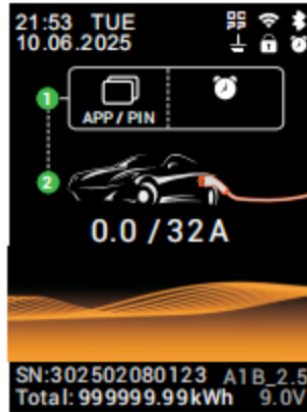 21:53 TUE
10.06.2025
1
APP / PIN
2
0.0 / 32A
SN:302502080123 A1B_2.5
Total: 999999.99kWh 9.0V